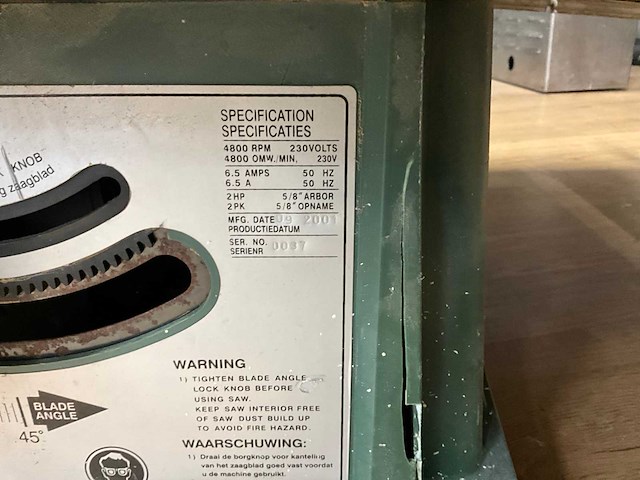 SPECIFICATION
SPECIFICATIES
4800 RPM 230VOLTS
4800 OMW./MIN, 230V
6.5 AMPS 50 HZ
6.5 A 50 HZ
2HP 5/8" ARBOR
2PK 5/8" OPNAME
MFG. DATE 09 2001
PRODUCTIEDATUM
SER. NO. 0037
SERIENR
KNOB
g zaagblad
WARNING
1) TIGHTEN BLADE ANGLE
LOCK KNOB BEFORE
USING SAW.
KEEP SAW INTERIOR FREE
OF SAW DUST BUILD UP
TO AVOID FIRE HAZARD.
BLADE
ANGLE
45°
WAARSCHUWING:
1) Draai de borgknop voor kanteling
van het zaagblad goed vast voordat
u de machine gebruikt.